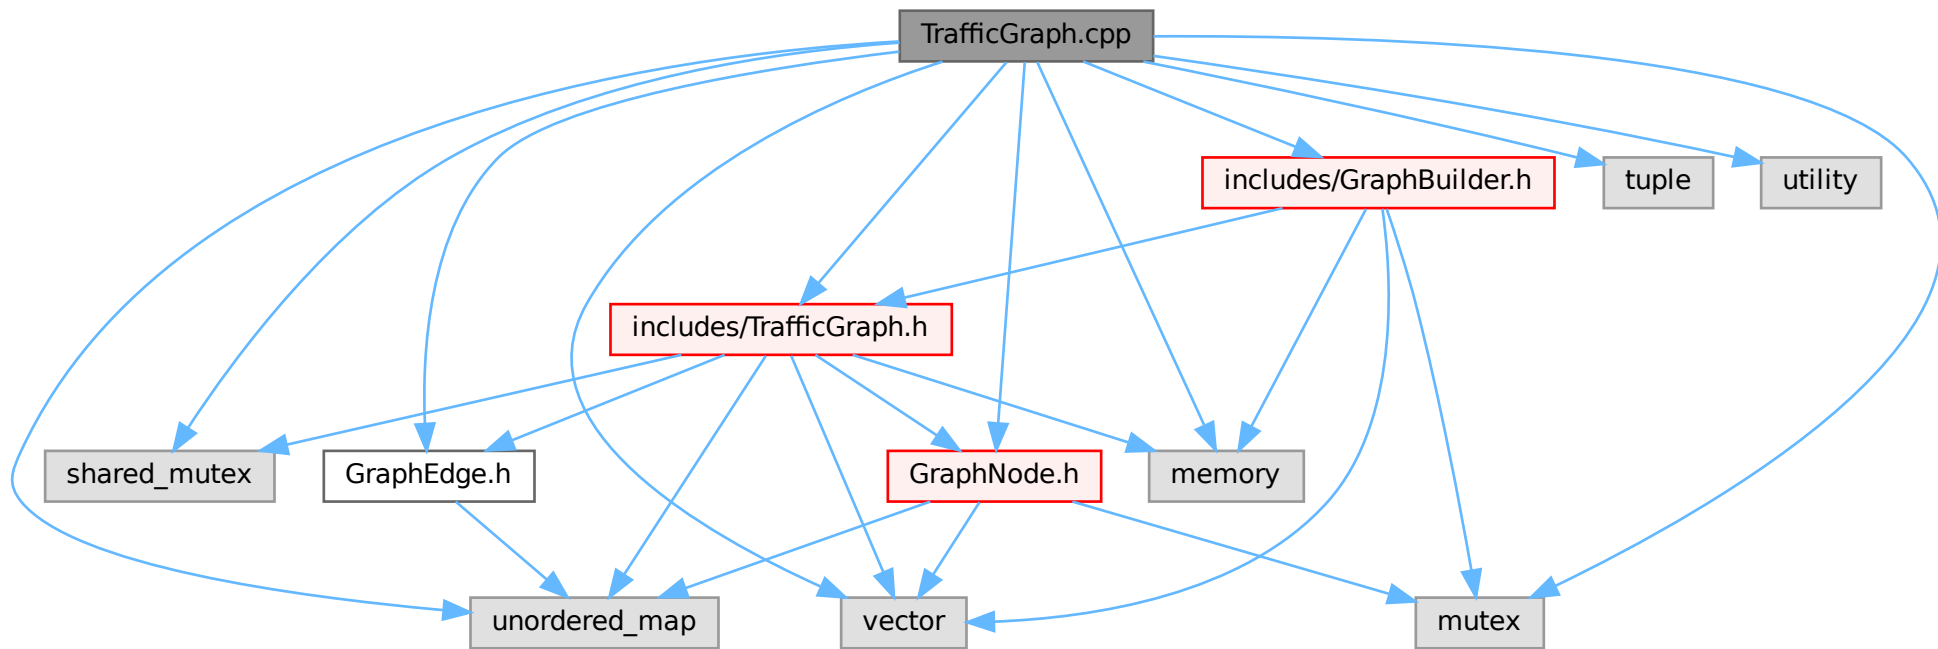 TrafficGraph.cpp
includes/GraphBuilder.h
tuple
utility
includes/TrafficGraph.h
shared_mutex
GraphEdge.h
GraphNode.h
memory
unordered_map
vector
mutex